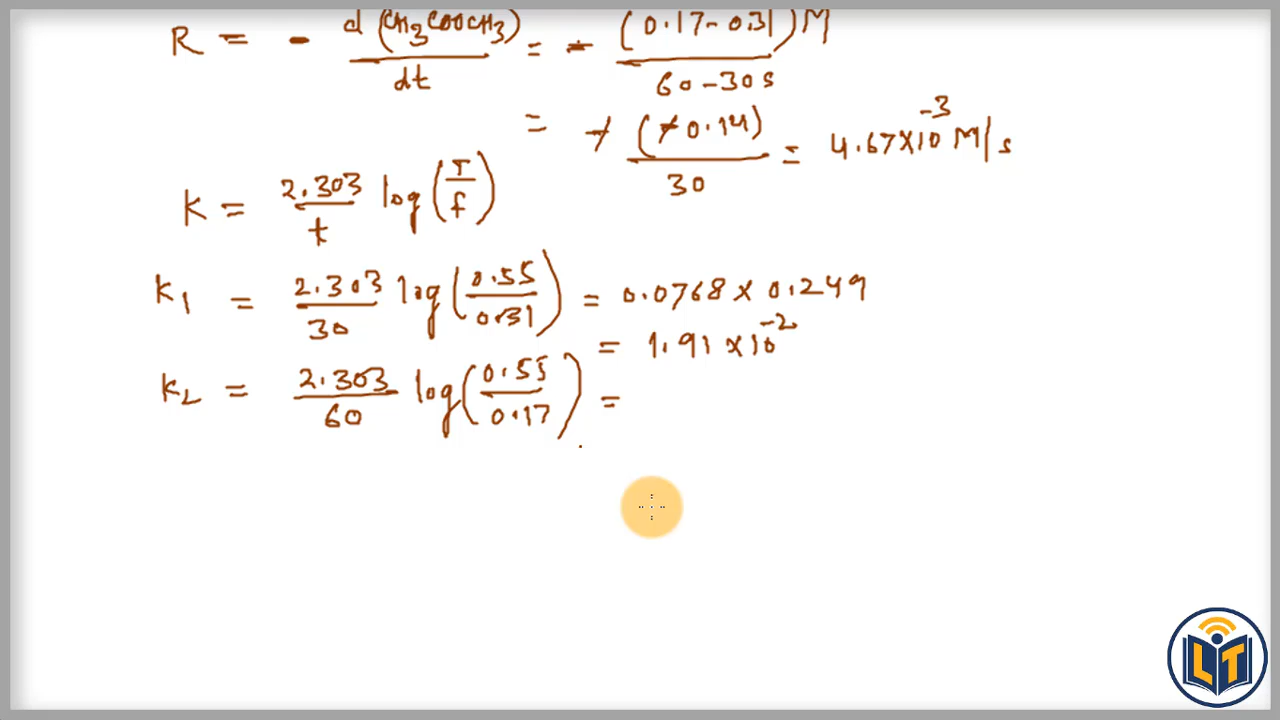 R = - d(CH₃COOCH₃)/dt = - (0.17-0.31)M/60-30s
= + (-0.14)/30 = 4.67×10⁻³ M/s
K = 2.303/t log(I/f)
K₁ = 2.303/30 log(0.55/0.31) = 0.0768 × 0.249
= 1.91 ×10⁻²
K₂ = 2.303/60 log(0.55/0.17) =
LT